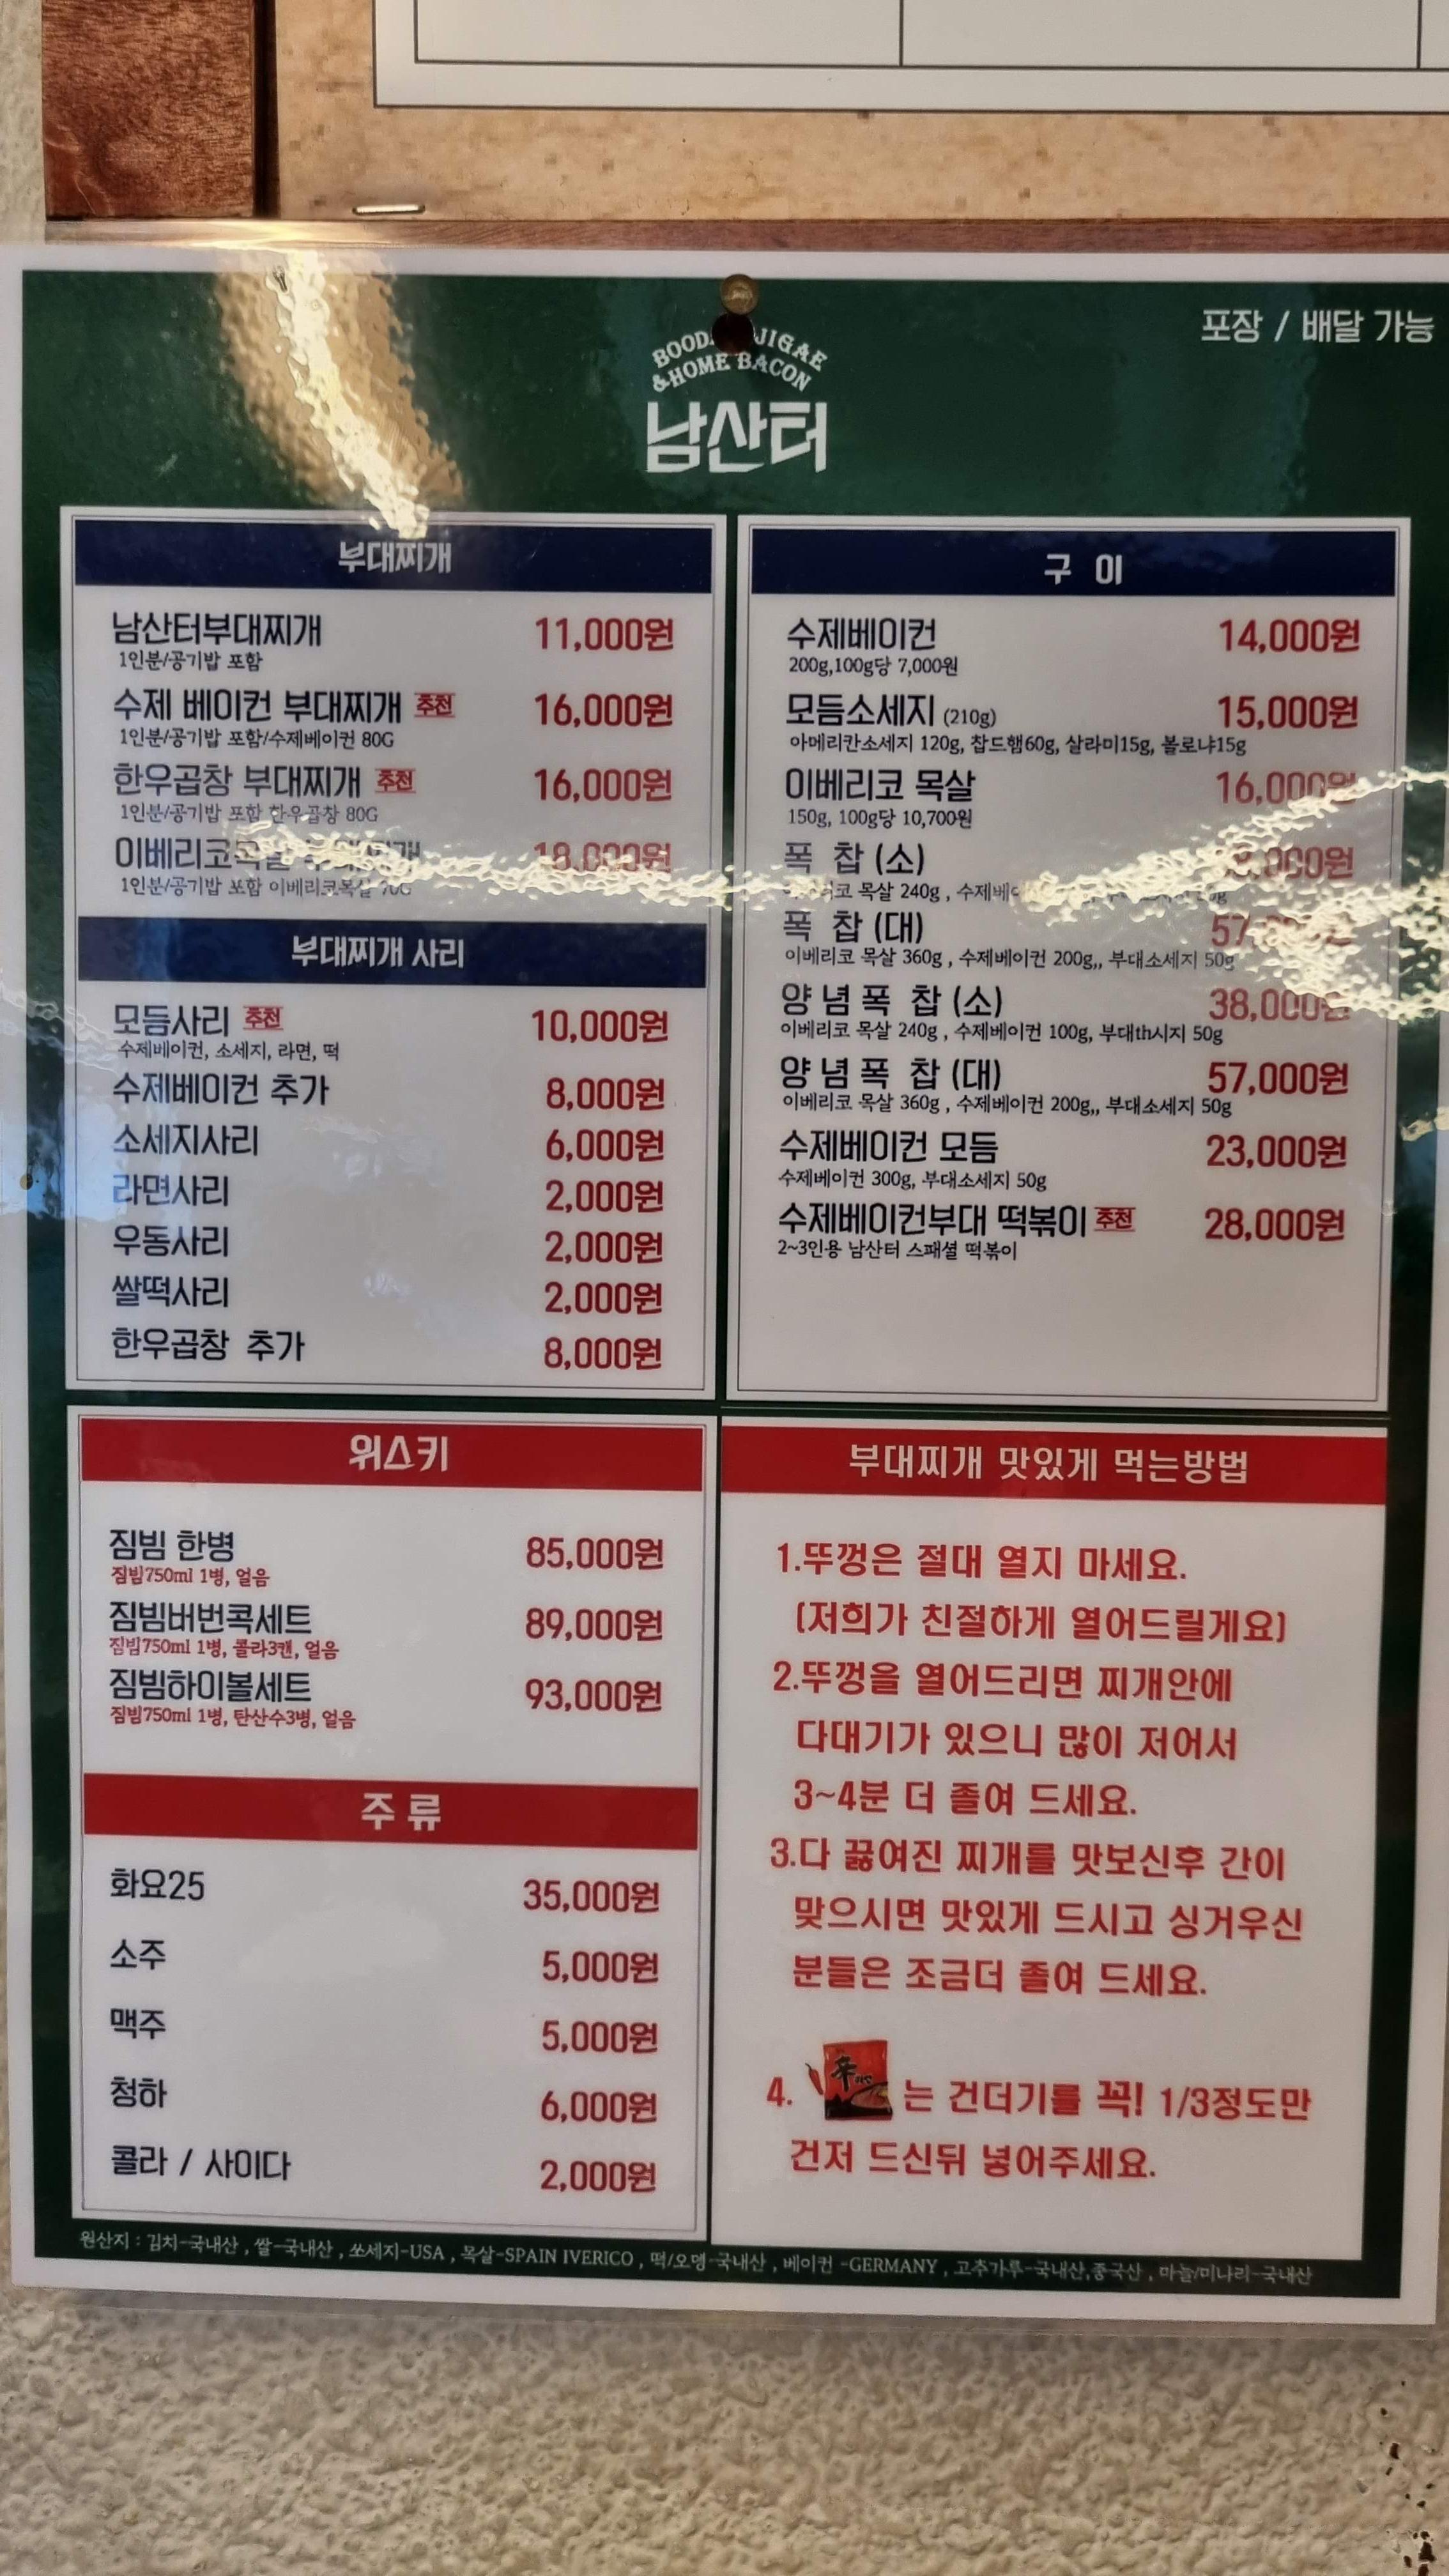 포장 / 배달 가능
JIGAE
&HOME BACON
남산터
부대찌개
남산터부대찌개 11,000원
1인분/공기밥 포함
수제 베이컨 부대찌개 추천 16,000원
1인분/공기밥 포함/수제베이컨 80G
한우곱창 부대찌개 추천 16,000원
1인분/공기밥 포함 한우곱창 80G
이베리코목살 부대찌개 18,000원
1인분/공기밥 포함 이베리코목살 70G
부대찌개 사리
모듬사리 추천 10,000원
수제베이컨, 소세지, 라면, 떡
수제베이컨 추가 8,000원
소세지사리 6,000원
라면사리 2,000원
우동사리 2,000원
쌀떡사리 2,000원
한우곱창 추가 8,000원
구 이
수제베이컨 14,000원
200g,100g당 7,000원
모듬소세지 (210g) 15,000원
아메리칸소세지 120g, 찹드햄60g, 살라미15g, 볼로냐15g
이베리코 목살 16,000원
150g, 100g당 10,700원
폭 찹 (소)
목살 240g ,
폭 찹 (대)
이베리코 목살 360g , 수제베이컨 200g,, 부대소세지 50g
양념폭 찹 (소) 38,000원
이베리코 목살 240g , 수제베이컨 100g, 부대th시지 50g
양념폭 찹 (대) 57,000원
이베리코 목살 360g , 수제베이컨 200g,, 부대소세지 50g
수제베이컨 모듬 23,000원
수제베이컨 300g, 부대소세지 50g
수제베이컨부대 떡볶이 추천 28,000원
2~3인용 남산터 스패셜 떡볶이
위스키
짐빔 한병 85,000원
짐빔750ml 1병, 얼음
짐빔버번콕세트 89,000원
짐빔750ml 1병, 콜라3캔, 얼음
짐빔하이볼세트 93,000원
짐빔750ml 1병, 탄산수3병, 얼음
주류
화요25 35,000원
소주 5,000원
맥주 5,000원
청하 6,000원
콜라 / 사이다 2,000원
부대찌개 맛있게 먹는방법
1.뚜껑은 절대 열지 마세요.
(저희가 친절하게 열어드릴게요)
2.뚜껑을 열어드리면 찌개안에
다대기가 있으니 많이 저어서
3~4분 더 졸여 드세요.
3.다 끓여진 찌개를 맛보신후 간이
맞으시면 맛있게 드시고 싱거우신
분들은 조금더 졸여 드세요.
4. 辛 는 건더기를 꼭! 1/3정도만
건저 드신뒤 넣어주세요.
원산지 : 김치-국내산 , 쌀-국내산 , 쏘세지-USA , 목살-SPAIN IVERICO , 떡/오뎅-국내산 , 베이컨 -GERMANY , 고추가루-국내산,중국산 , 마늘/미나리-국내산